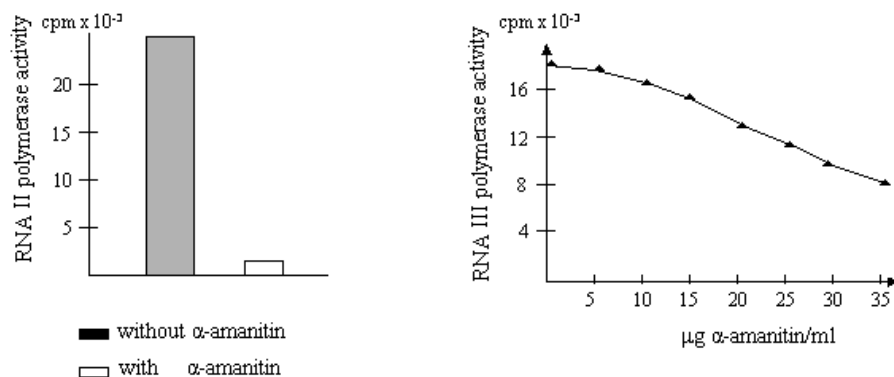 cpm x 10⁻³
RNA II polymerase activity
20
15
10
5
without α-amanitin
with α-amanitin
cpm x 10⁻³
RNA III polymerase activity
16
12
8
4
5 10 15 20 25 30 35
µg α-amanitin/ml